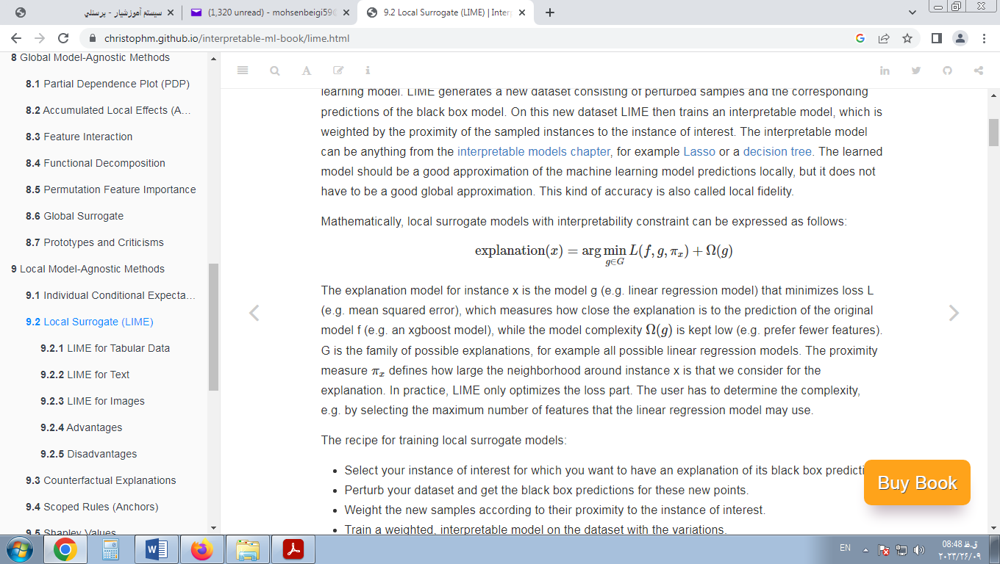 سیستم آموزشیار - پرسنلي
(1,320 unread) - mohsenbeigi59
9.2 Local Surrogate (LIME) | Inter
christophm.github.io/interpretable-ml-book/lime.html
8 Global Model-Agnostic Methods
8.1 Partial Dependence Plot (PDP)
8.2 Accumulated Local Effects (A…
8.3 Feature Interaction
8.4 Functional Decomposition
8.5 Permutation Feature Importance
8.6 Global Surrogate
8.7 Prototypes and Criticisms
9 Local Model-Agnostic Methods
9.1 Individual Conditional Expecta…
9.2 Local Surrogate (LIME)
9.2.1 LIME for Tabular Data
9.2.2 LIME for Text
9.2.3 LIME for Images
9.2.4 Advantages
9.2.5 Disadvantages
9.3 Counterfactual Explanations
9.4 Scoped Rules (Anchors)
9.5 Shapley Values
learning model. LIME generates a new dataset consisting of perturbed samples and the corresponding
predictions of the black box model. On this new dataset LIME then trains an interpretable model, which is
weighted by the proximity of the sampled instances to the instance of interest. The interpretable model
can be anything from the interpretable models chapter, for example Lasso or a decision tree. The learned
model should be a good approximation of the machine learning model predictions locally, but it does not
have to be a good global approximation. This kind of accuracy is also called local fidelity.
Mathematically, local surrogate models with interpretability constraint can be expressed as follows:
explanation(x) = arg min L(f, g, πₓ) + Ω(g)
g∈G
The explanation model for instance x is the model g (e.g. linear regression model) that minimizes loss L
(e.g. mean squared error), which measures how close the explanation is to the prediction of the original
model f (e.g. an xgboost model), while the model complexity Ω(g) is kept low (e.g. prefer fewer features).
G is the family of possible explanations, for example all possible linear regression models. The proximity
measure πₓ defines how large the neighborhood around instance x is that we consider for the
explanation. In practice, LIME only optimizes the loss part. The user has to determine the complexity,
e.g. by selecting the maximum number of features that the linear regression model may use.
The recipe for training local surrogate models:
• Select your instance of interest for which you want to have an explanation of its black box predicti
• Perturb your dataset and get the black box predictions for these new points.
• Weight the new samples according to their proximity to the instance of interest.
• Train a weighted, interpretable model on the dataset with the variations.
Buy Book
EN
08:48 ق.ظ
۲۰۲۳/۲۶/۰۹